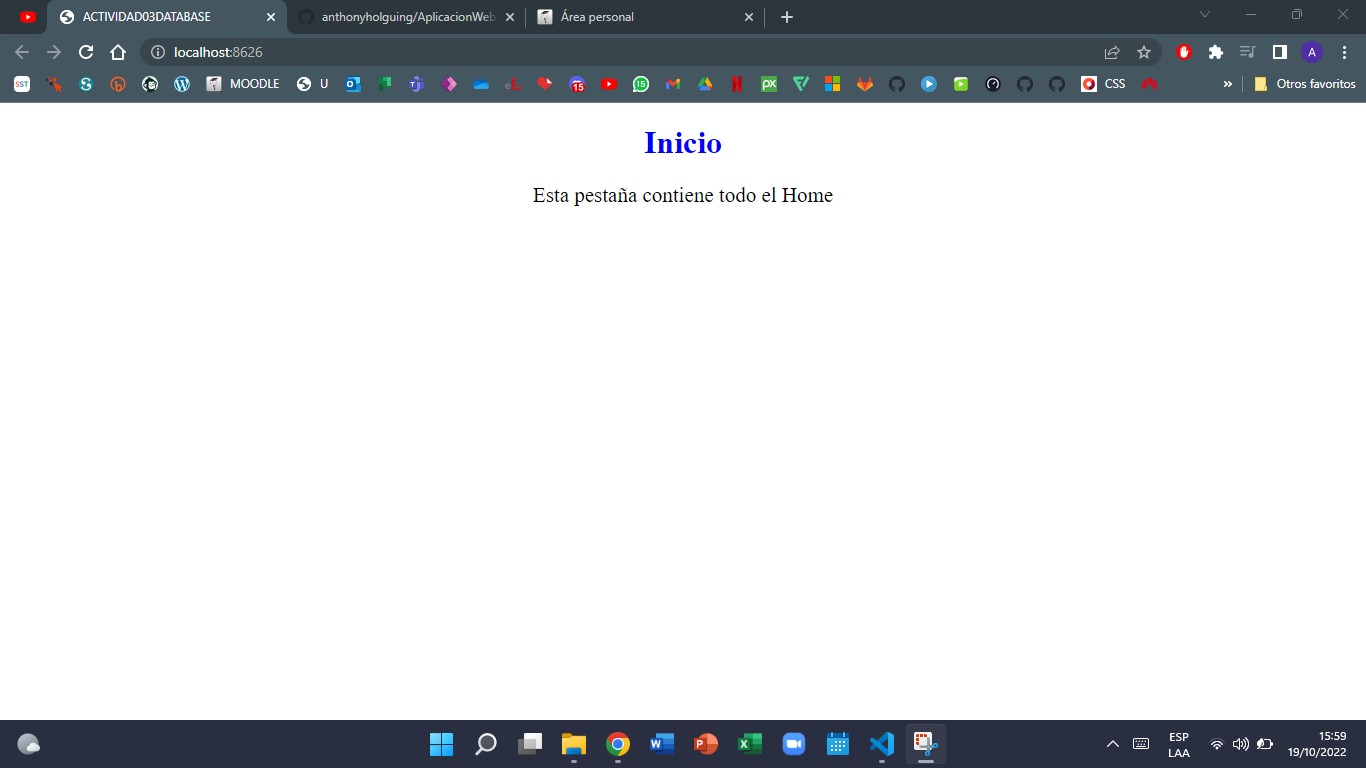 ACTIVIDAD03DATABASE
anthonyholguing/AplicacionWeb
Área personal
localhost:8626
SST
MOODLE
U
15
15
px
CSS
»
Otros favoritos
A
Inicio
Esta pestaña contiene todo el Home
ESP
LAA
15:59
19/10/2022